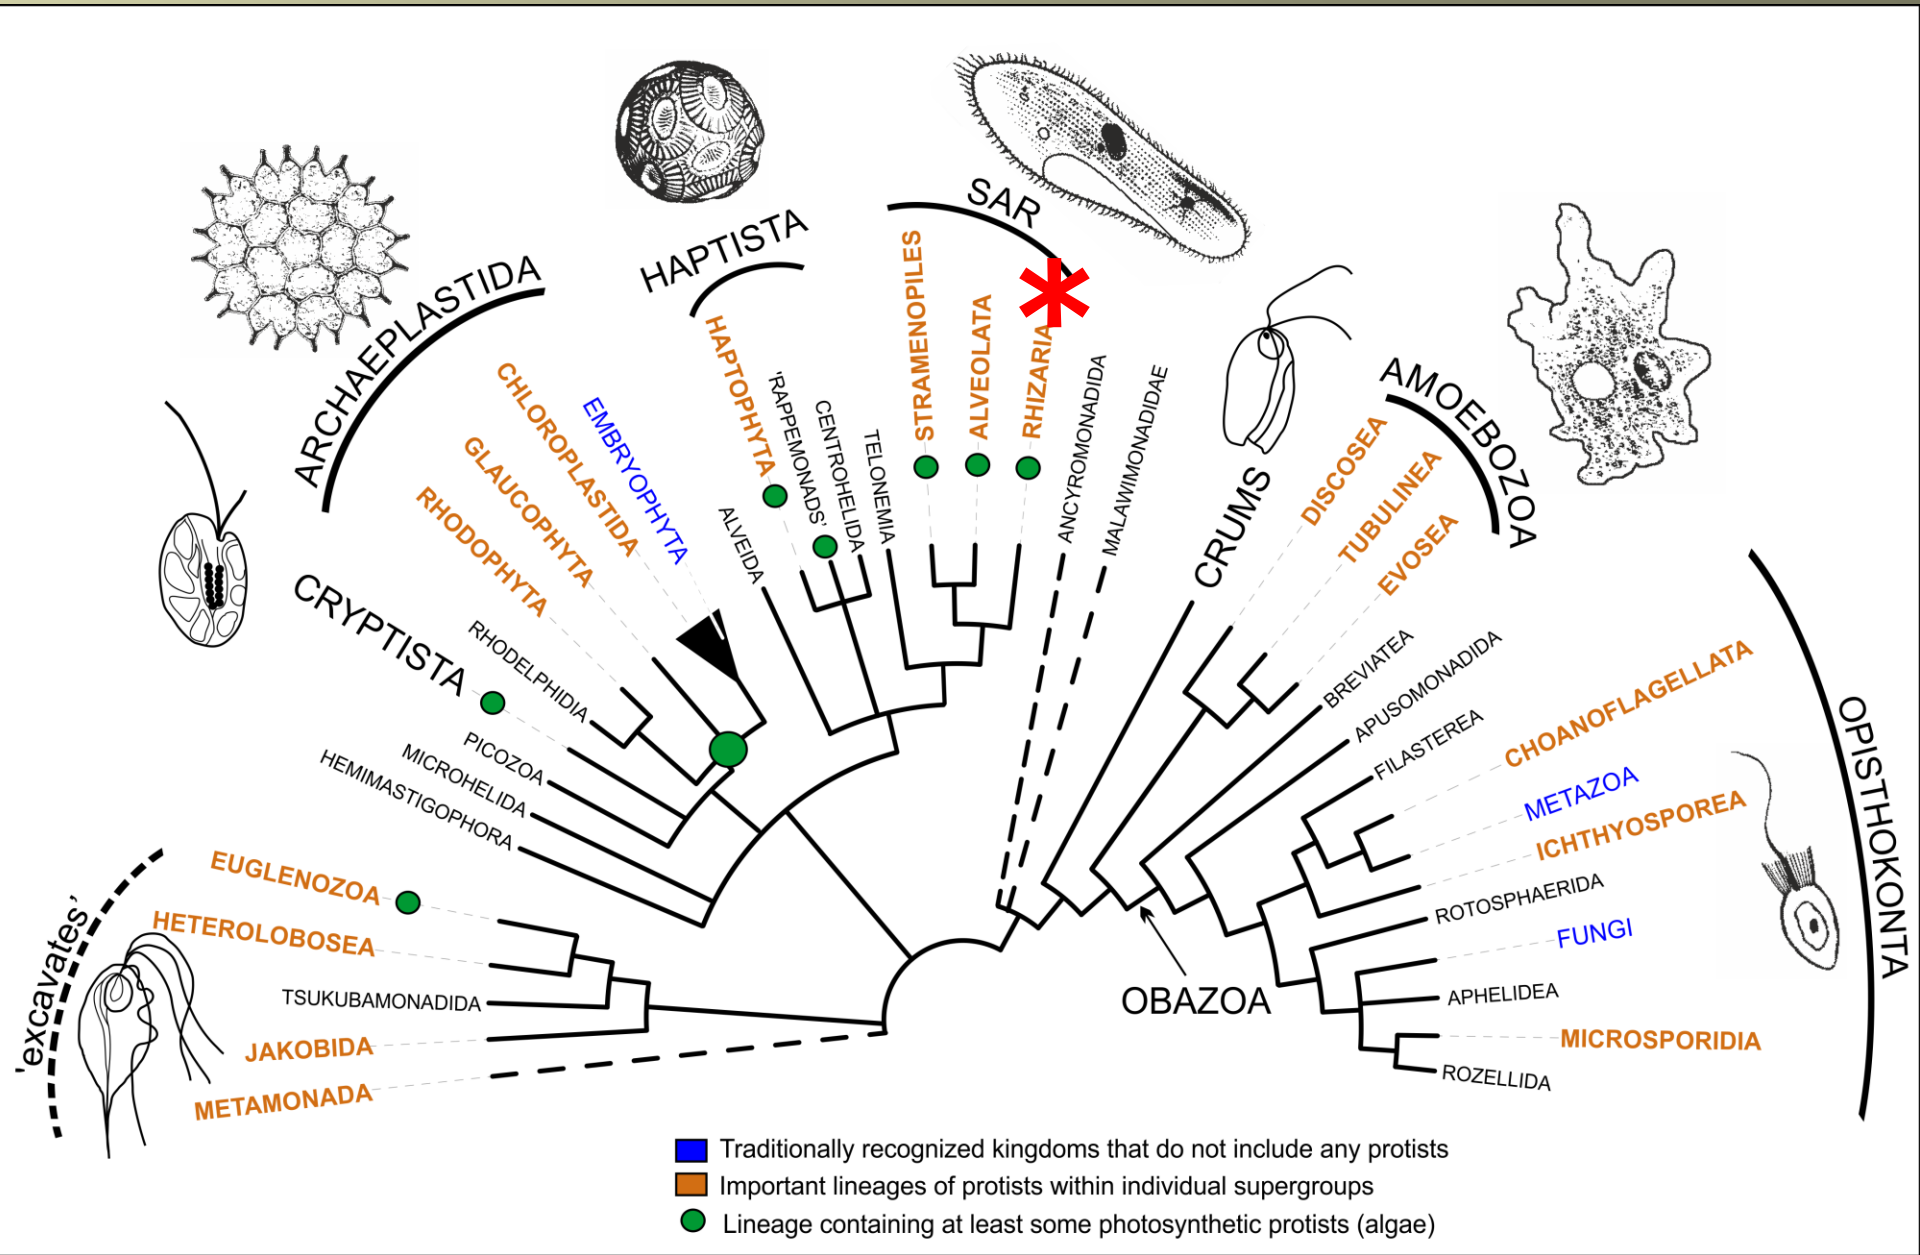 SAR
HAPTISTA
ARCHAEPLASTIDA
STRAMENOPILES
ALVEOLATA
RHIZARIA
HAPTOPHYTA
'RAPPEMONADS'
CENTROHELIDA
TELONEMIA
ANCYROMONADIDA
MALAWIMONADIDAE
CHLOROPLASTIDA
EMBRYOPHYTA
GLAUCOPHYTA
RHODOPHYTA
ALVEIDA
CRYPTISTA
RHODELPHIDIA
PICOZOA
MICROHELIDA
HEMIMASTIGOPHORA
'excavates'
EUGLENOZOA
HETEROLOBOSEA
TSUKUBAMONADIDA
JAKOBIDA
METAMONADA
CRUMS
AMOEBOZOA
DISCOSEA
TUBULINEA
EVOSEA
BREVIATEA
APUSOMONADIDA
FILASTEREA
CHOANOFLAGELLATA
METAZOA
ICHTHYOSPOREA
ROTOSPHAERIDA
FUNGI
APHELIDEA
MICROSPORIDIA
ROZELLIDA
OPISTHOKONTA
OBAZOA
Traditionally recognized kingdoms that do not include any protists
Important lineages of protists within individual supergroups
Lineage containing at least some photosynthetic protists (algae)